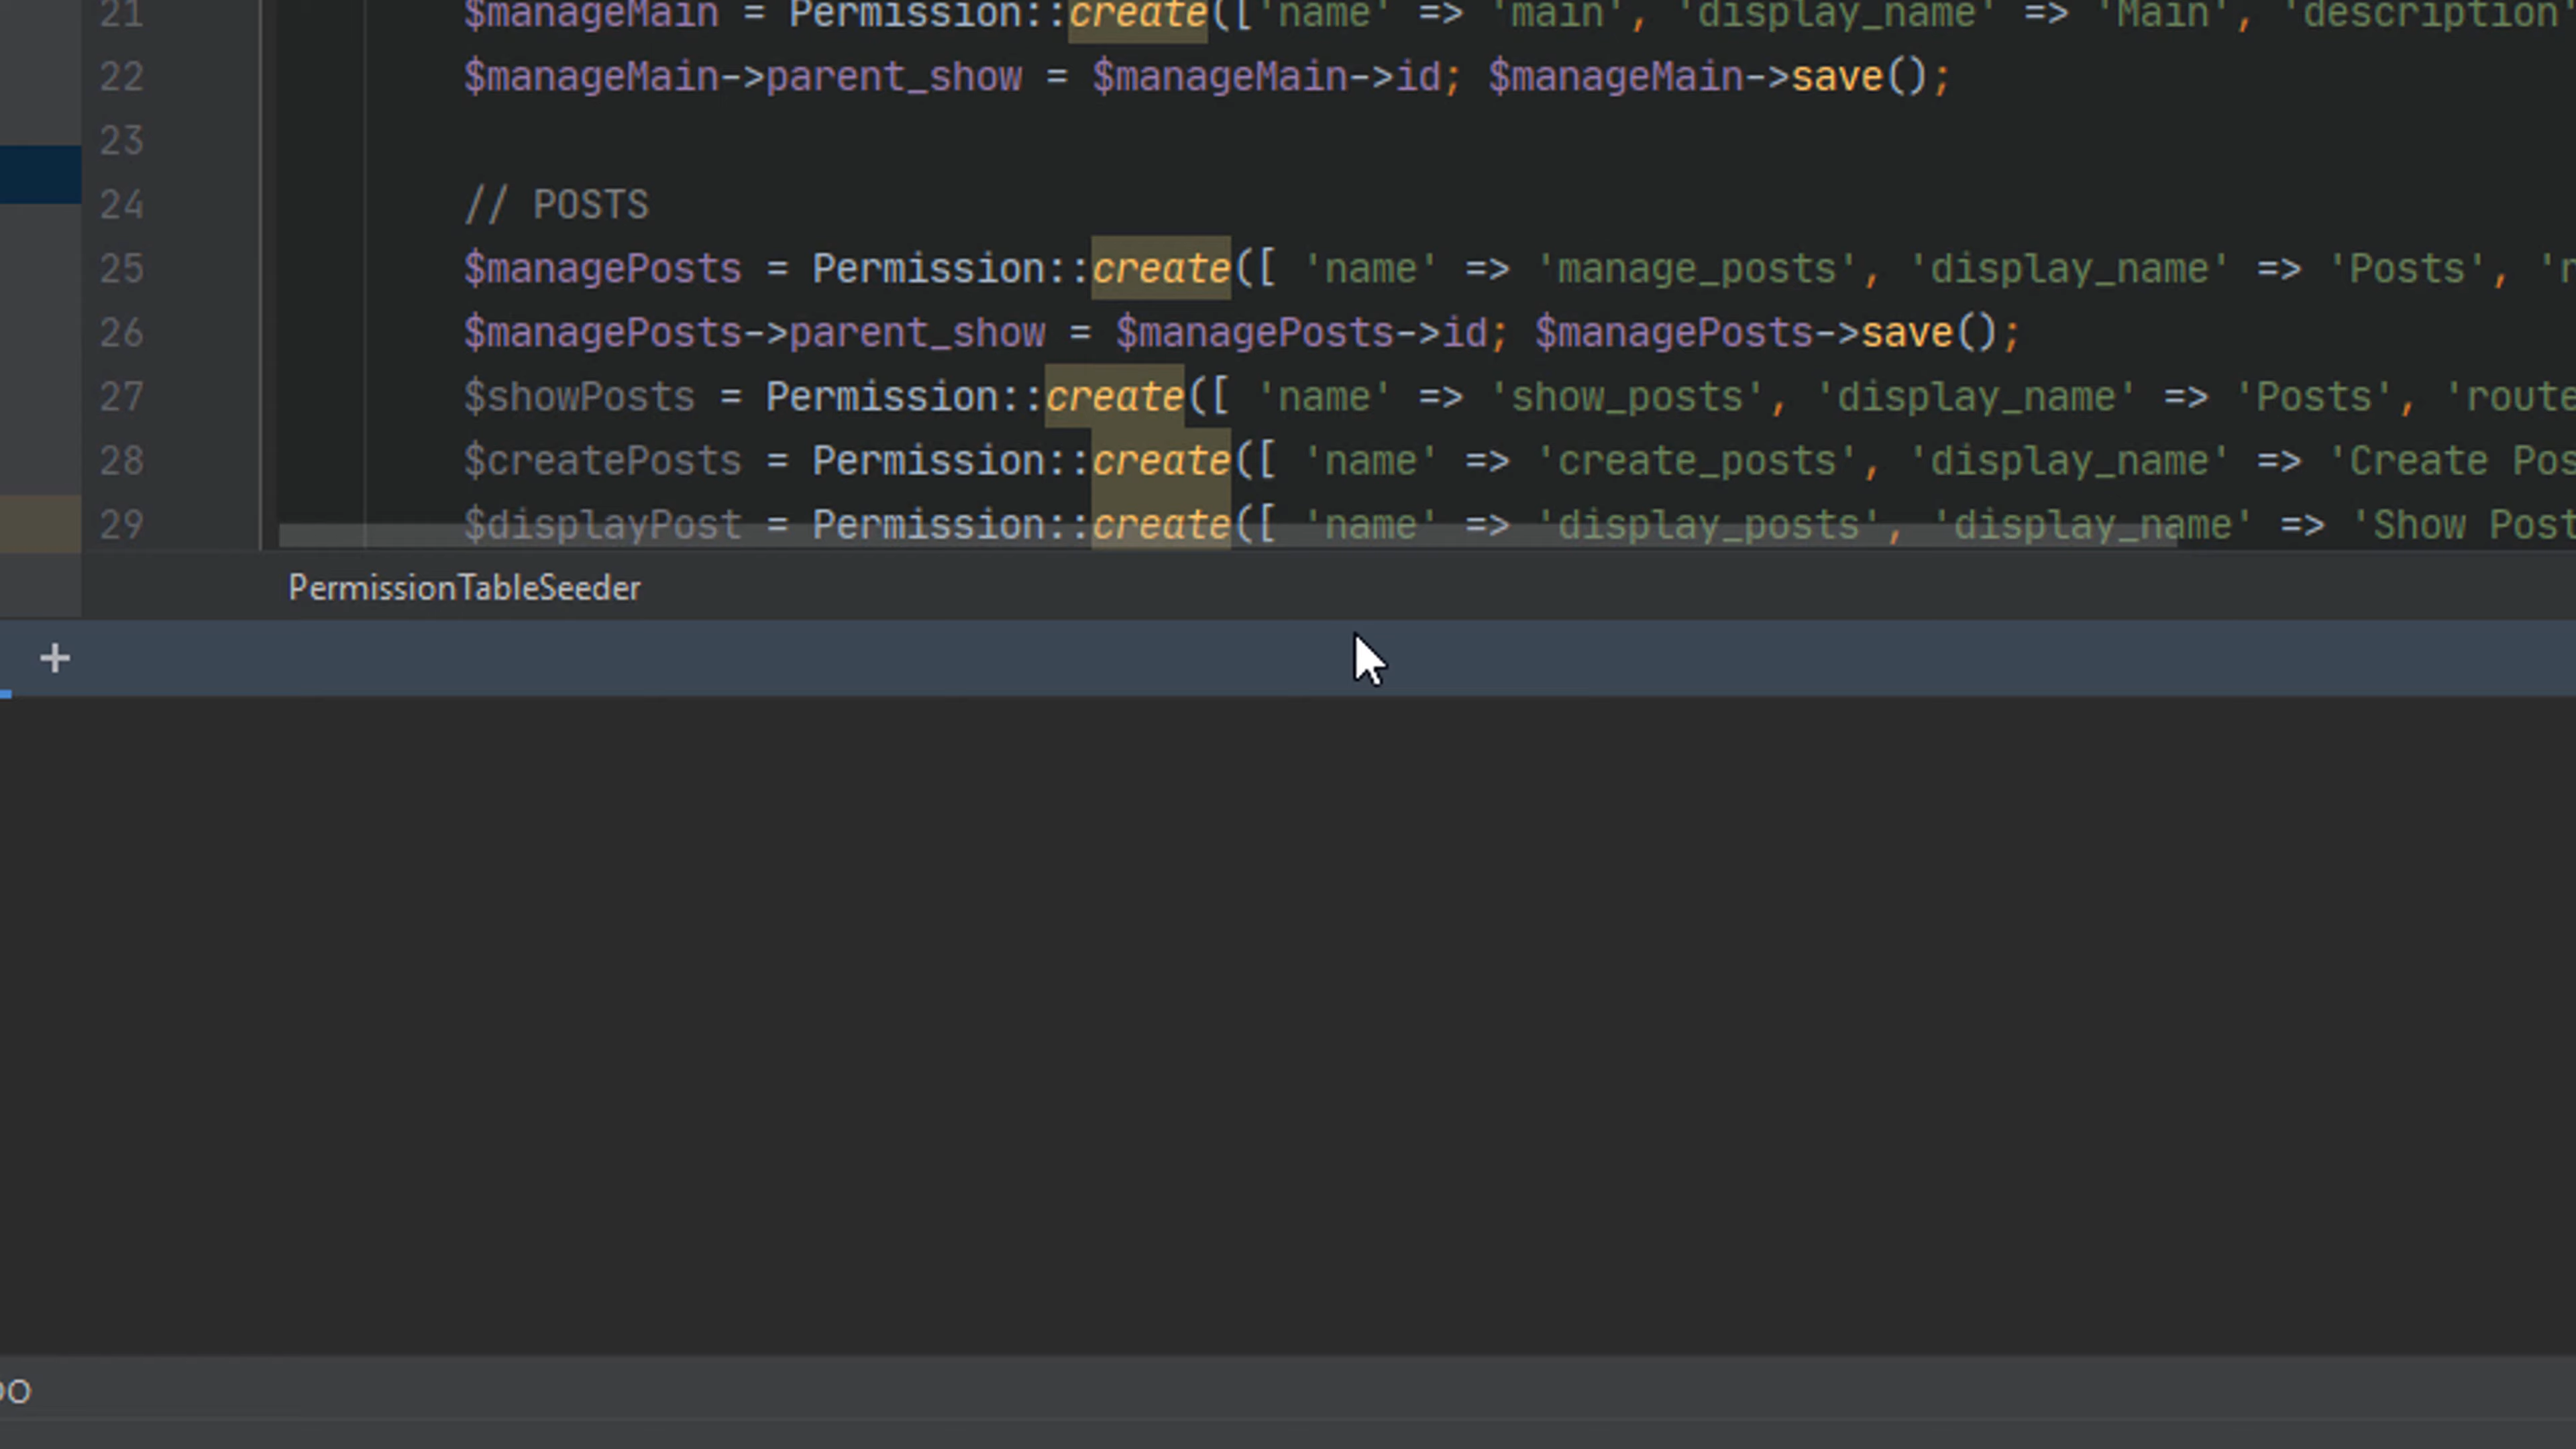 21 $manageMain = Permission::create(['name' => 'main', 'display_name' => 'Main', 'description'
22 $manageMain->parent_show = $manageMain->id; $manageMain->save();
23
24 // POSTS
25 $managePosts = Permission::create([ 'name' => 'manage_posts', 'display_name' => 'Posts', 'r
26 $managePosts->parent_show = $managePosts->id; $managePosts->save();
27 $showPosts = Permission::create([ 'name' => 'show_posts', 'display_name' => 'Posts', 'route
28 $createPosts = Permission::create([ 'name' => 'create_posts', 'display_name' => 'Create Pos
29 $displayPost = Permission::create([ 'name' => 'display_posts', 'display_name' => 'Show Post
PermissionTableSeeder
+